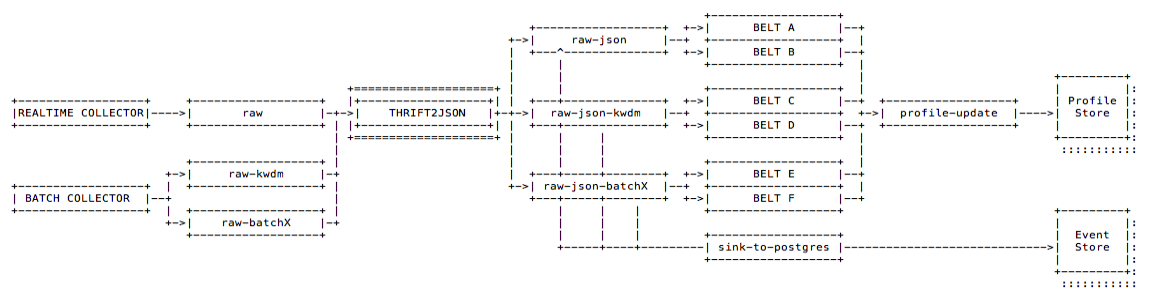 BELT A
raw-json
BELT B
REALTIME COLLECTOR
raw
THRIFT2JSON
raw-json-kwdm
BELT C
BELT D
profile-update
Profile
Store
raw-kwdm
BATCH COLLECTOR
raw-batchX
raw-json-batchX
BELT E
BELT F
sink-to-postgres
Event
Store